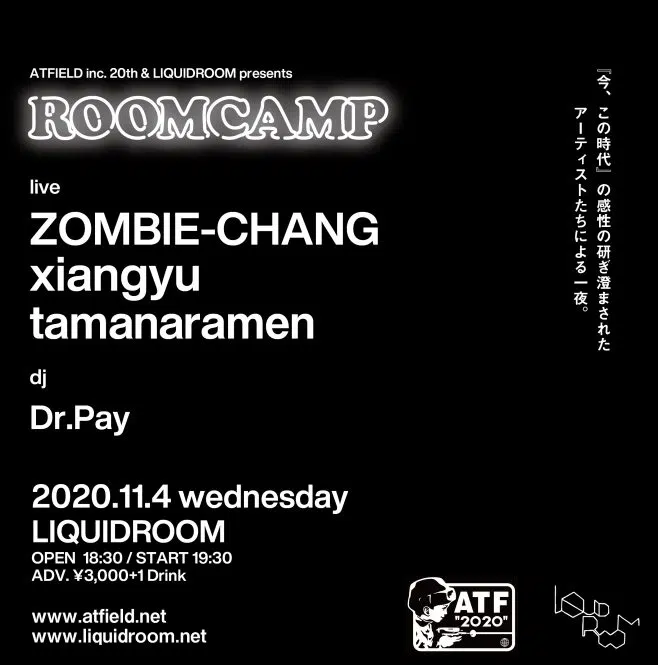 ATFIELD inc. 20th & LIQUIDROOM presents
ROOMCAMP
live
ZOMBIE-CHANG
xiangyu
tamanaramen
dj
Dr.Pay
『今、この時代』の感性の研ぎ澄まされた
アーティストたちによる一夜。
2020.11.4 wednesday
LIQUIDROOM
OPEN 18:30 / START 19:30
ADV. ¥3,000+1 Drink
www.atfield.net
www.liquidroom.net
ATF
"2020"
LIQUID
ROOM